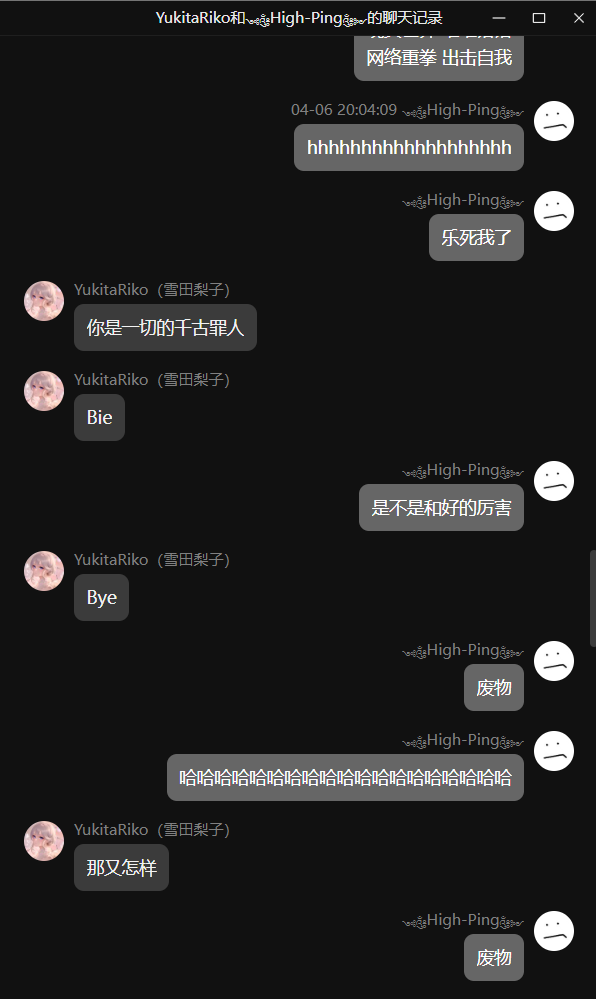 YukitaRiko和High-Ping的聊天记录
网络重拳 出击自我
04-06 20:04:09 High-Ping
hhhhhhhhhhhhhhhhhhh
High-Ping
乐死我了
YukitaRiko（雪田梨子）
你是一切的千古罪人
YukitaRiko（雪田梨子）
Bie
High-Ping
是不是和好的厉害
YukitaRiko（雪田梨子）
Bye
High-Ping
废物
High-Ping
哈哈哈哈哈哈哈哈哈哈哈哈哈哈哈哈哈哈哈
YukitaRiko（雪田梨子）
那又怎样
High-Ping
废物